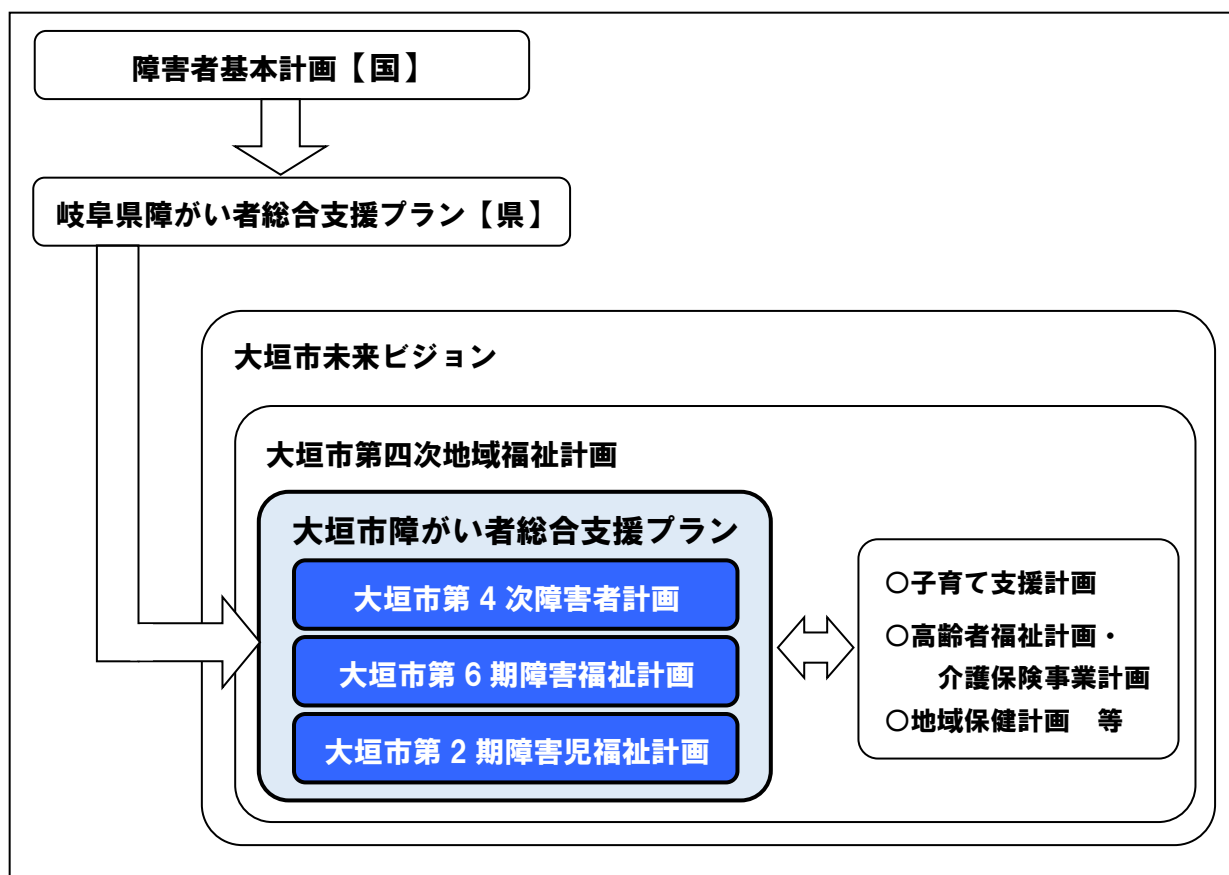 障害者基本計画【国】
岐阜県障がい者総合支援プラン【県】
大垣市未来ビジョン
大垣市第四次地域福祉計画
大垣市障がい者総合支援プラン
大垣市第4次障害者計画
大垣市第6期障害福祉計画
大垣市第2期障害児福祉計画
○子育て支援計画
○高齢者福祉計画・
介護保険事業計画
○地域保健計画　等